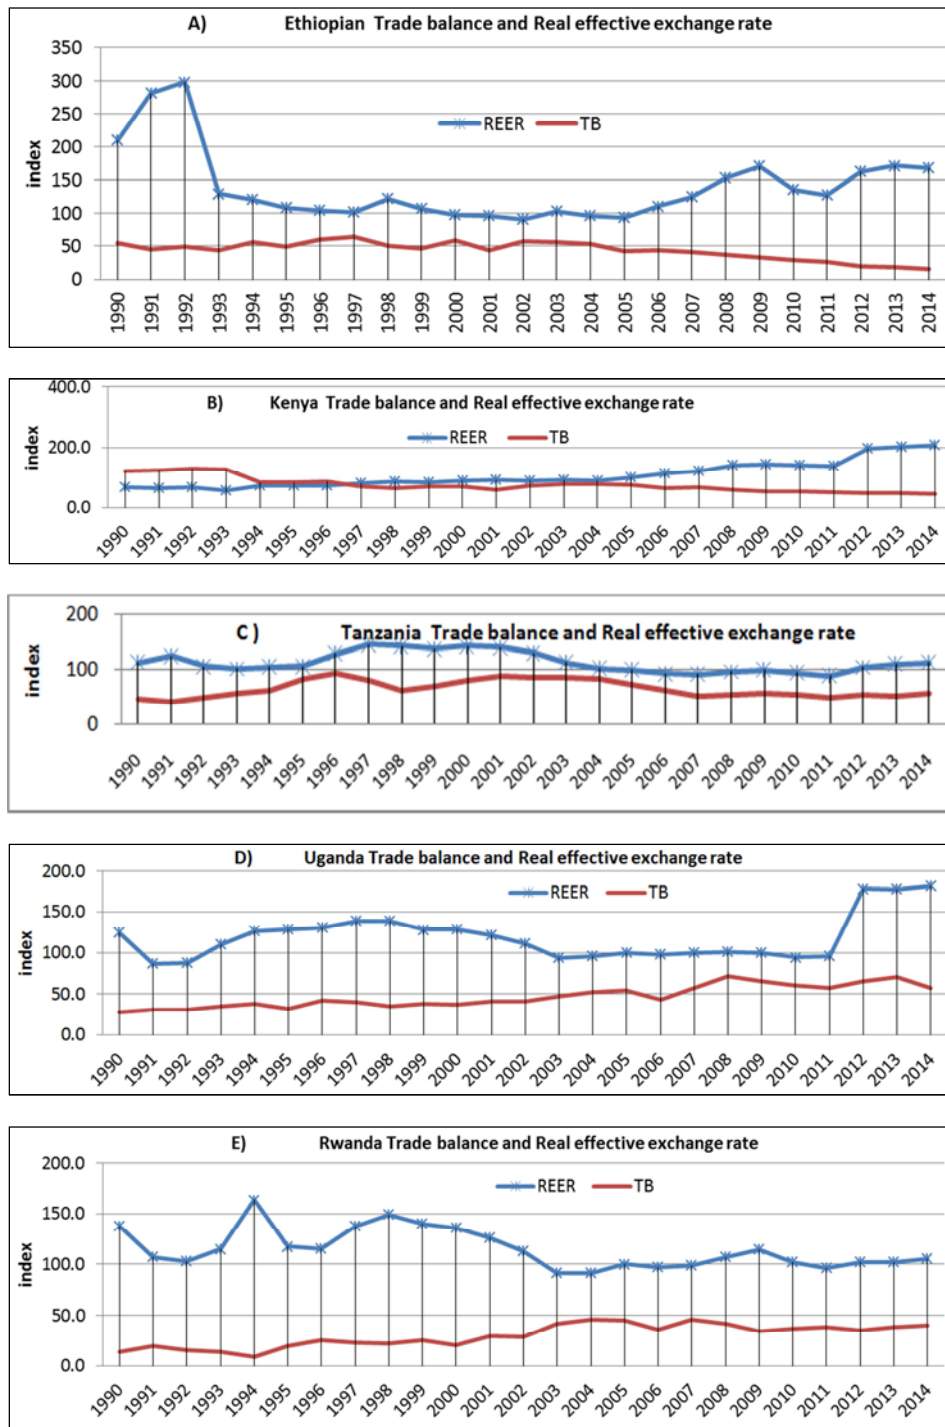 A) Ethiopian Trade balance and Real effective exchange rate
350
300
250
200
150
100
50
0
index
REER TB
1990 1991 1992 1993 1994 1995 1996 1997 1998 1999 2000 2001 2002 2003 2004 2005 2006 2007 2008 2009 2010 2011 2012 2013 2014
B) Kenya Trade balance and Real effective exchange rate
400.0
200.0
0.0
index
REER TB
1990 1991 1992 1993 1994 1995 1996 1997 1998 1999 2000 2001 2002 2003 2004 2005 2006 2007 2008 2009 2010 2011 2012 2013 2014
C ) Tanzania Trade balance and Real effective exchange rate
200
100
0
index
1990 1991 1992 1993 1994 1995 1996 1997 1998 1999 2000 2001 2002 2003 2004 2005 2006 2007 2008 2009 2010 2011 2012 2013 2014
D) Uganda Trade balance and Real effective exchange rate
200.0
150.0
100.0
50.0
0.0
index
REER TB
1990 1991 1992 1993 1994 1995 1996 1997 1998 1999 2000 2001 2002 2003 2004 2005 2006 2007 2008 2009 2010 2011 2012 2013 2014
E) Rwanda Trade balance and Real effective exchange rate
200.0
150.0
100.0
50.0
0.0
index
REER TB
1990 1991 1992 1993 1994 1995 1996 1997 1998 1999 2000 2001 2002 2003 2004 2005 2006 2007 2008 2009 2010 2011 2012 2013 2014